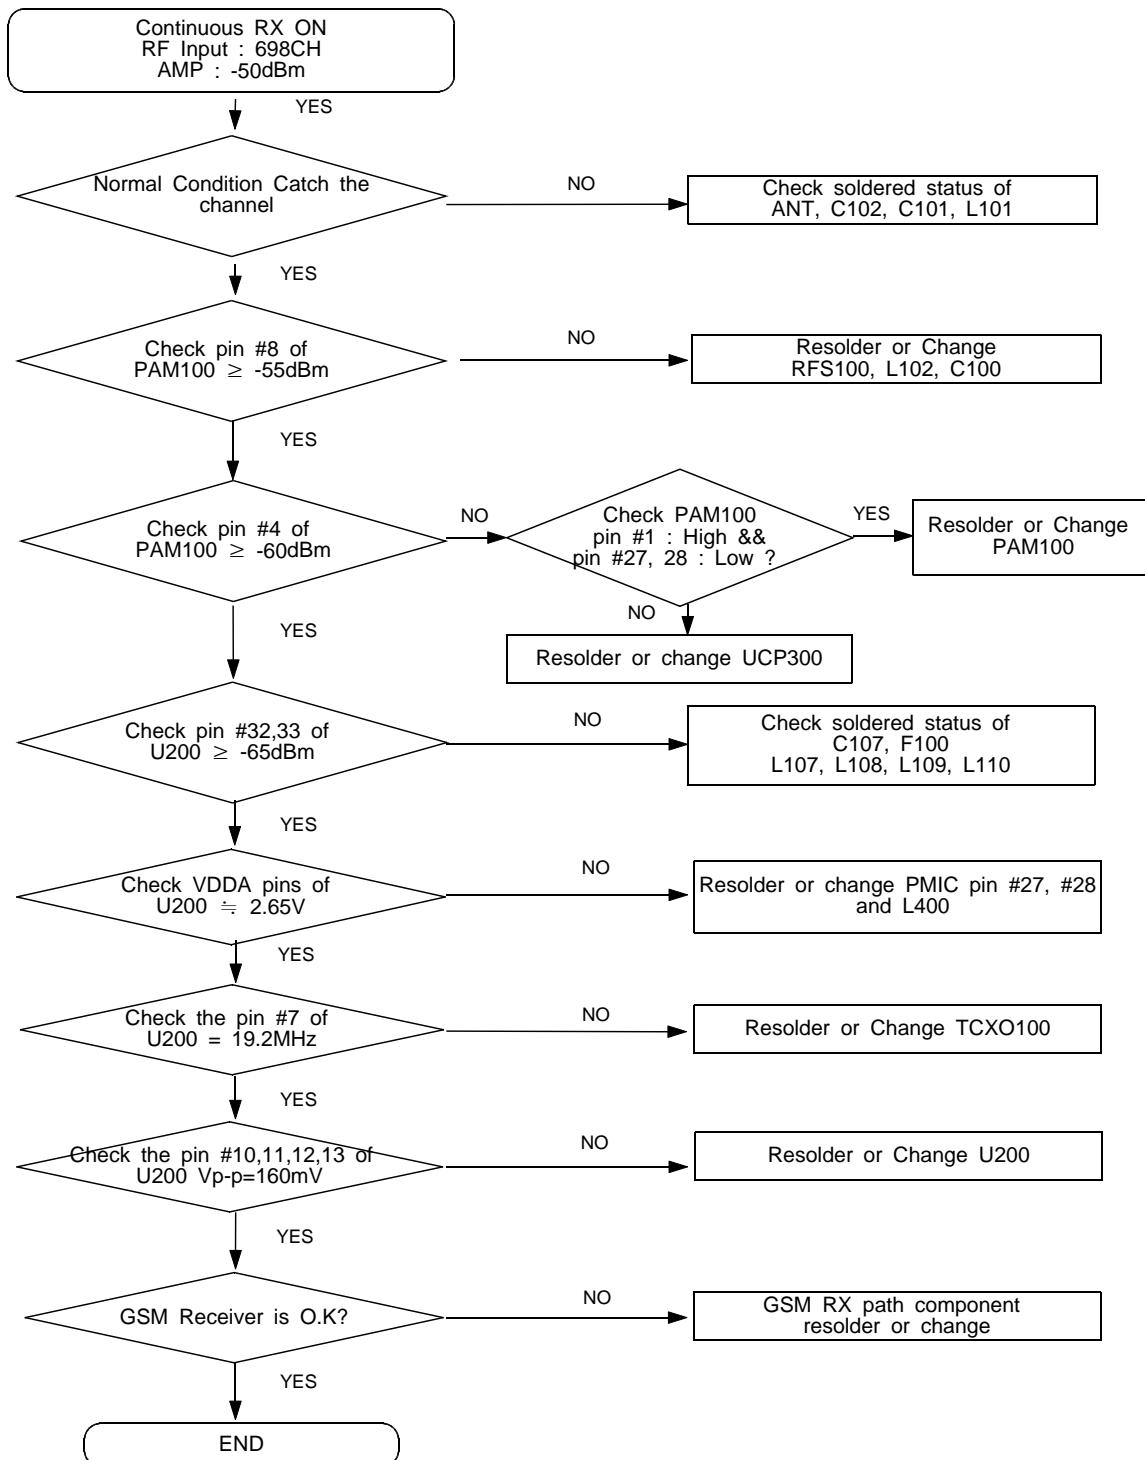 Continuous RX ON
RF Input : 698CH
AMP : -50dBm
YES
Normal Condition Catch the
channel
NO
Check soldered status of
ANT, C102, C101, L101
YES
Check pin #8 of
PAM100 ≥ -55dBm
NO
Resolder or Change
RFS100, L102, C100
YES
Check pin #4 of
PAM100 ≥ -60dBm
NO
Check PAM100
pin #1 : High &&
pin #27, 28 : Low ?
YES
Resolder or Change
PAM100
NO
Resolder or change UCP300
YES
Check pin #32,33 of
U200 ≥ -65dBm
NO
Check soldered status of
C107, F100
L107, L108, L109, L110
YES
Check VDDA pins of
U200 ≒ 2.65V
NO
Resolder or change PMIC pin #27, #28
and L400
YES
Check the pin #7 of
U200 = 19.2MHz
NO
Resolder or Change TCXO100
YES
Check the pin #10,11,12,13 of
U200 Vp-p=160mV
NO
Resolder or Change U200
YES
GSM Receiver is O.K?
NO
GSM RX path component
resolder or change
YES
END